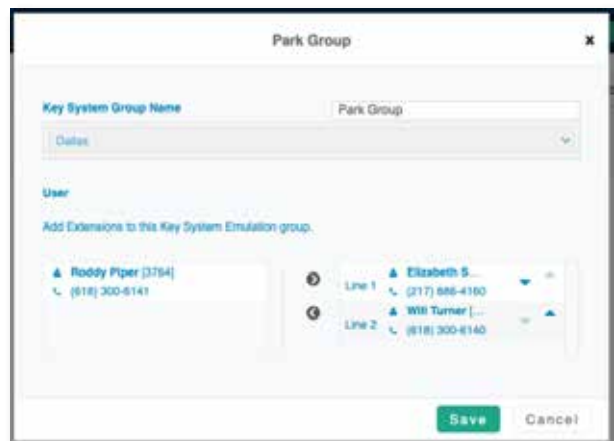 Park Group
x
Key System Group Name
Park Group
Dallas
User
Add Extensions to this Key System Emulation group.
Roddy Piper [3764]
(618) 300-6141
Line 1
Elizabeth S...
(217) 686-4160
Line 2
Will Turner [...
(618) 300-6140
Save
Cancel